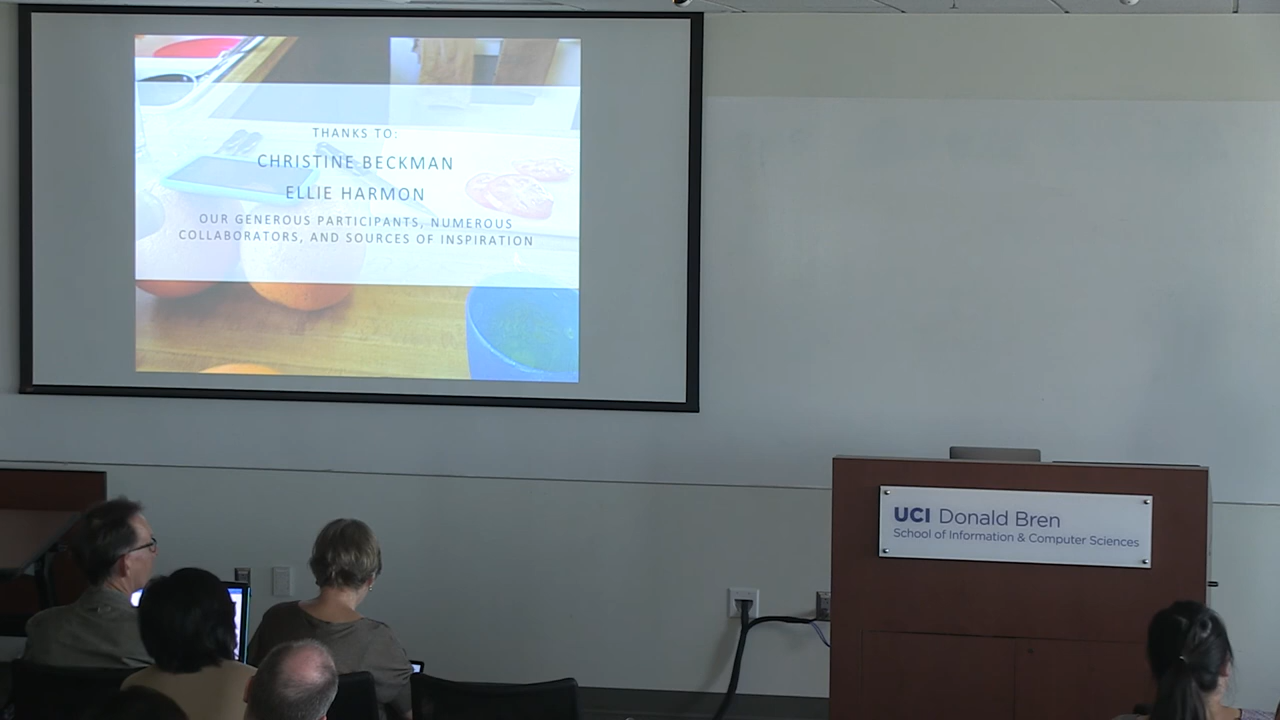 THANKS TO:
CHRISTINE BECKMAN
ELLIE HARMON
OUR GENEROUS PARTICIPANTS, NUMEROUS
COLLABORATORS, AND SOURCES OF INSPIRATION
UCI Donald Bren
School of Information & Computer Sciences